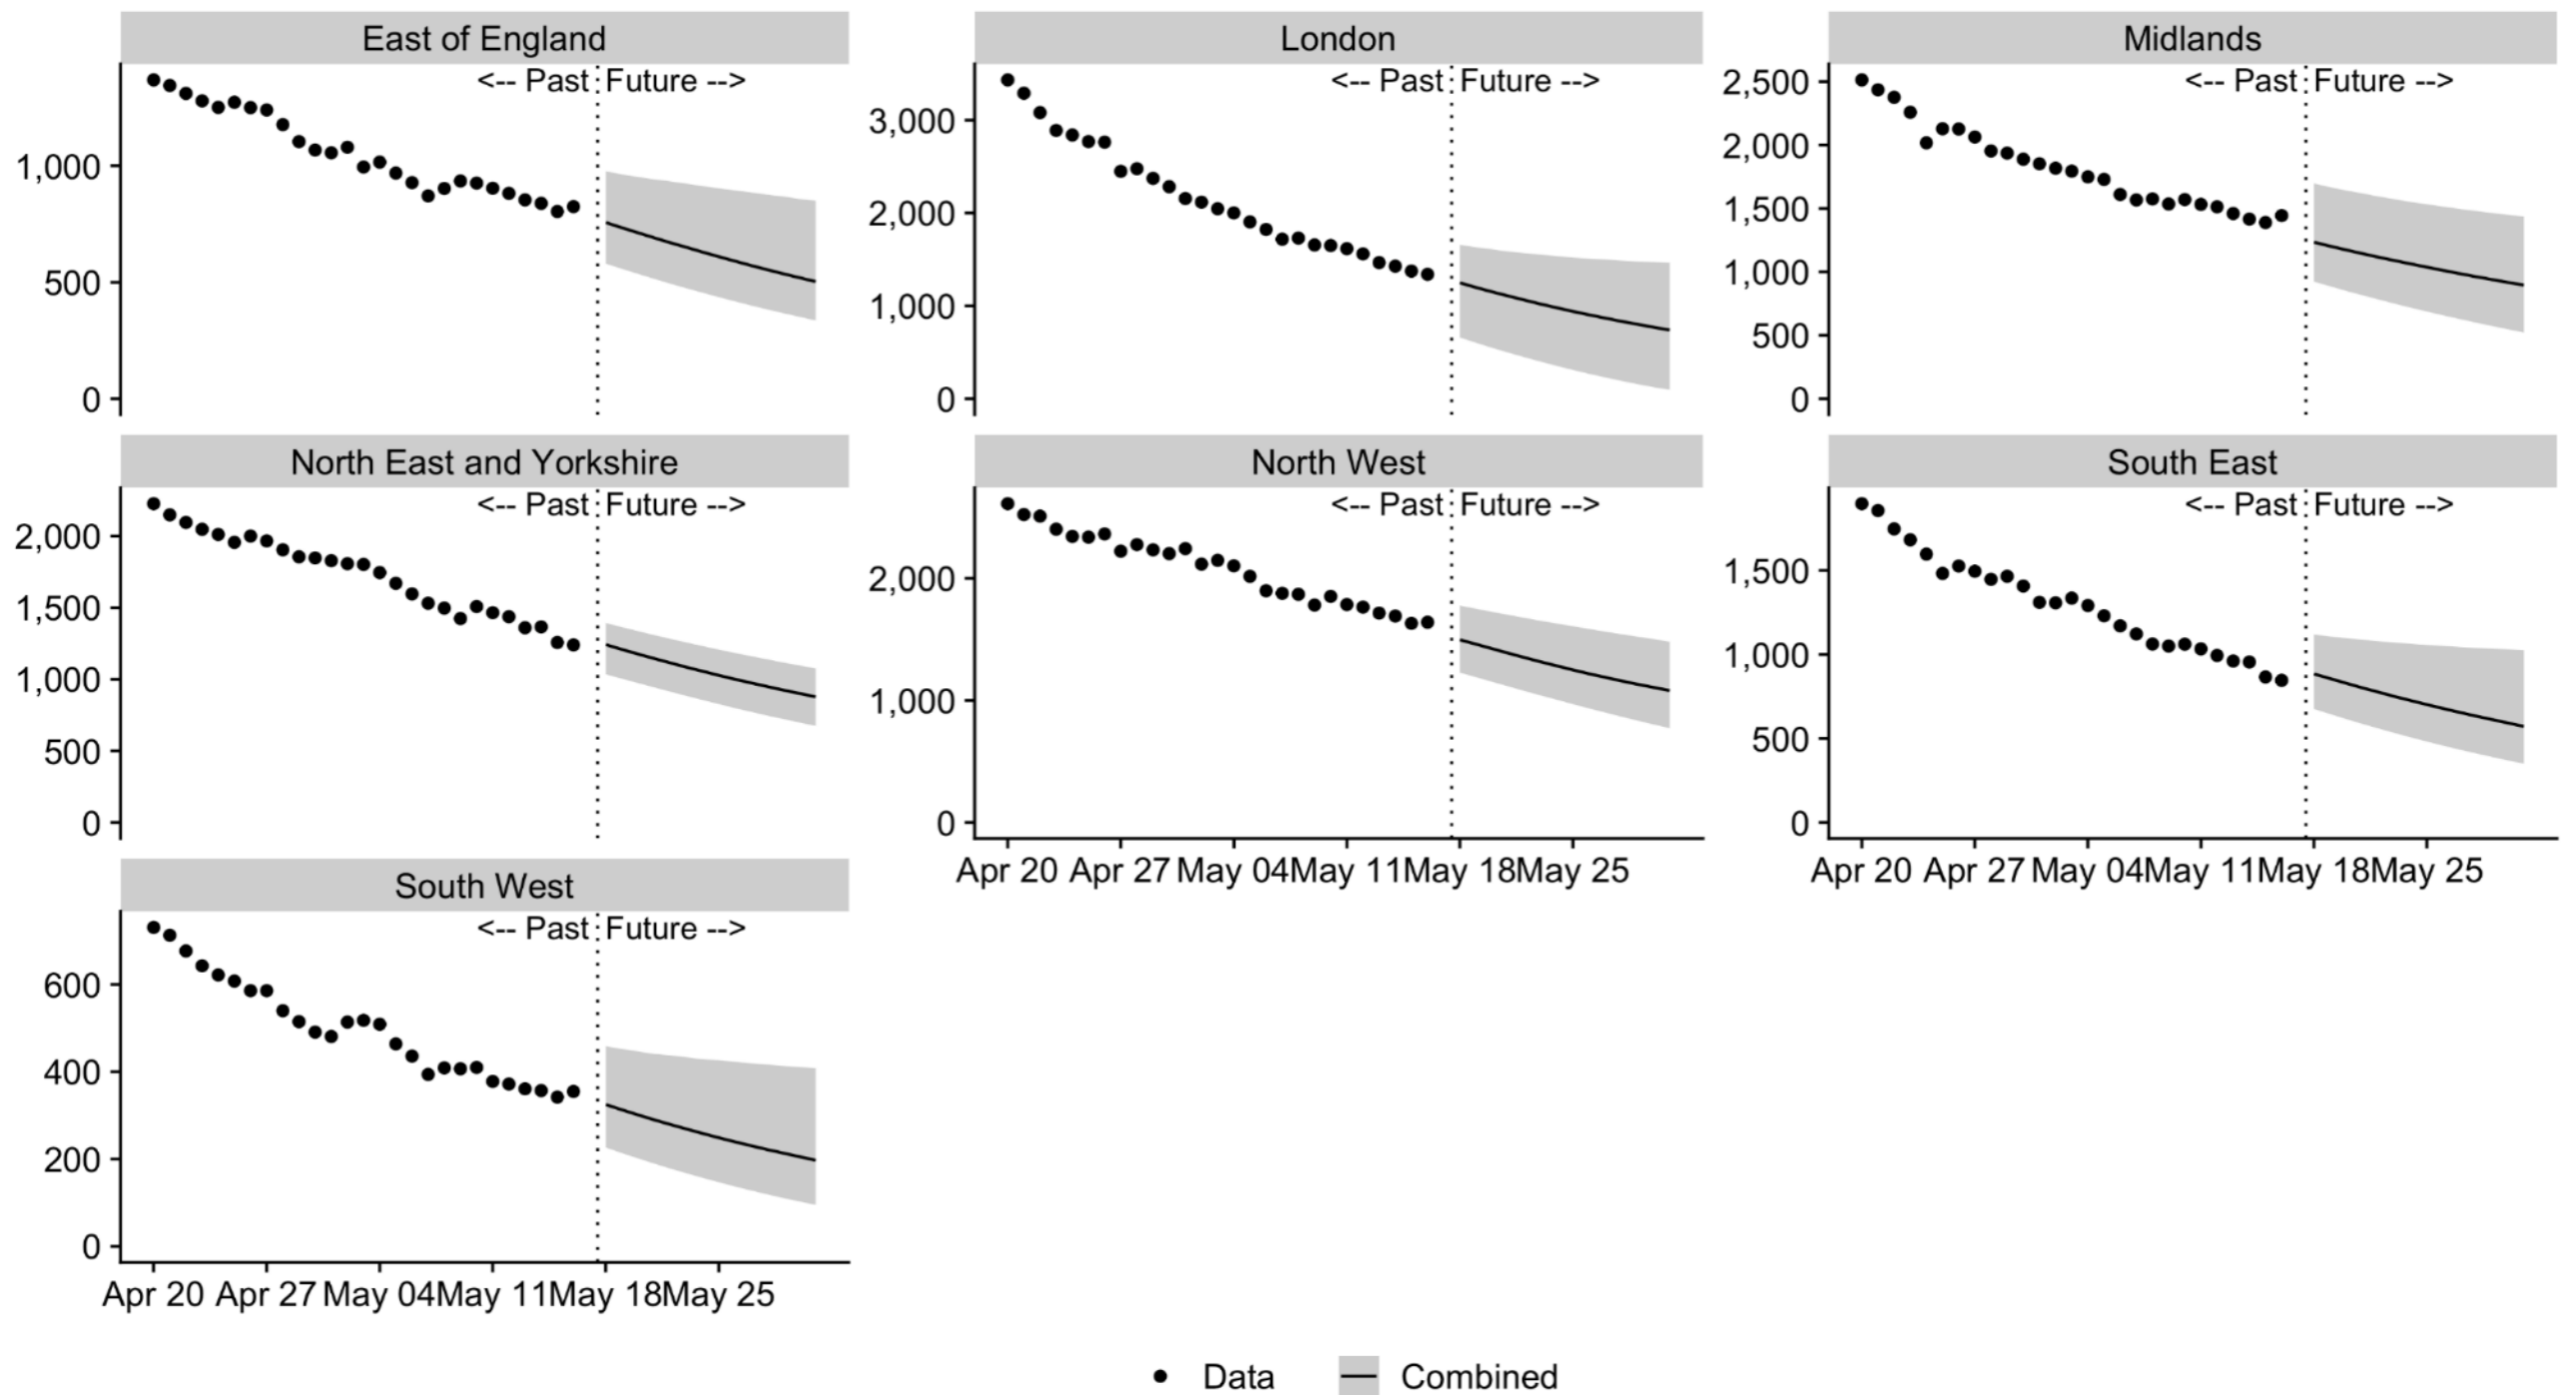 East of England
<-- Past Future -->
1,000
500
0
London
<-- Past Future -->
3,000
2,000
1,000
0
Midlands
<-- Past Future -->
2,500
2,000
1,500
1,000
500
0
North East and Yorkshire
<-- Past Future -->
2,000
1,500
1,000
500
0
North West
<-- Past Future -->
2,000
1,000
0
Apr 20 Apr 27 May 04 May 11 May 18 May 25
South East
<-- Past Future -->
1,500
1,000
500
0
Apr 20 Apr 27 May 04 May 11 May 18 May 25
South West
<-- Past Future -->
600
400
200
0
Apr 20 Apr 27 May 04 May 11 May 18 May 25
Data Combined